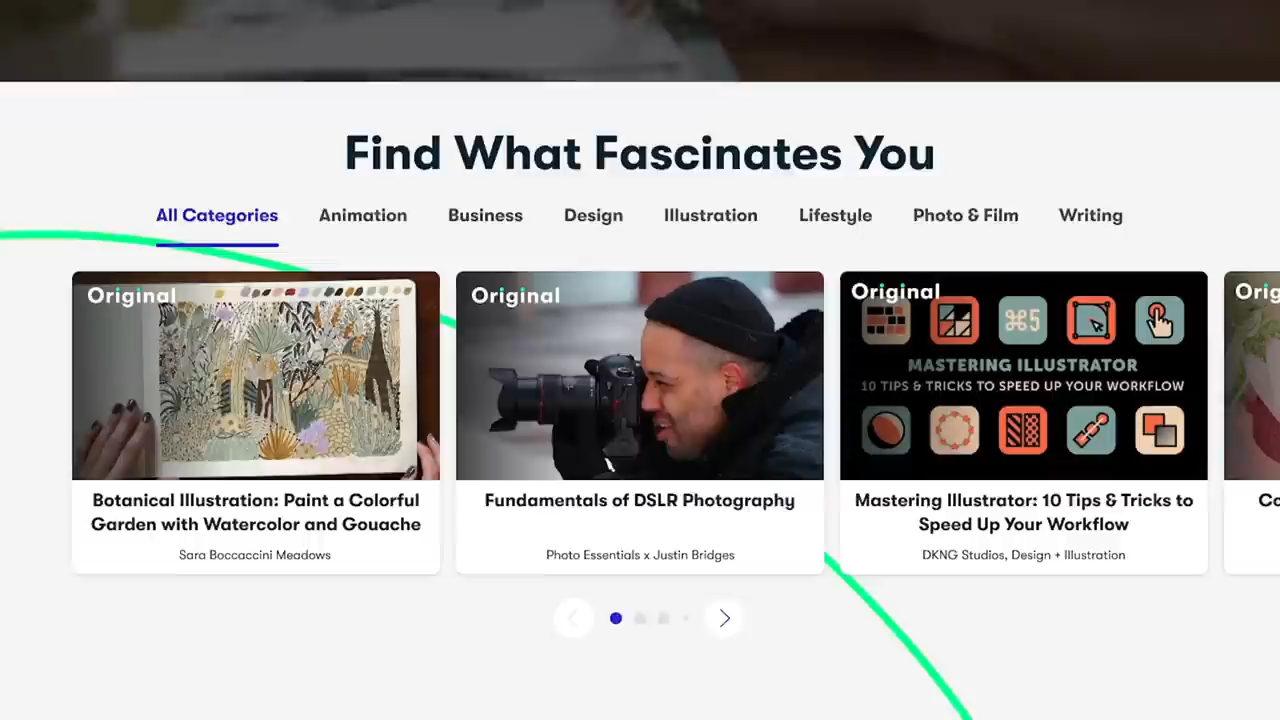 Find What Fascinates You
All Categories Animation Business Design Illustration Lifestyle Photo & Film Writing
Original
Botanical Illustration: Paint a Colorful
Garden with Watercolor and Gouache
Sara Boccaccini Meadows
Original
Fundamentals of DSLR Photography
Photo Essentials x Justin Bridges
Original
⌘5
MASTERING ILLUSTRATOR
10 TIPS & TRICKS TO SPEED UP YOUR WORKFLOW
Mastering Illustrator: 10 Tips & Tricks to
Speed Up Your Workflow
DKNG Studios, Design + Illustration
Orig
Co